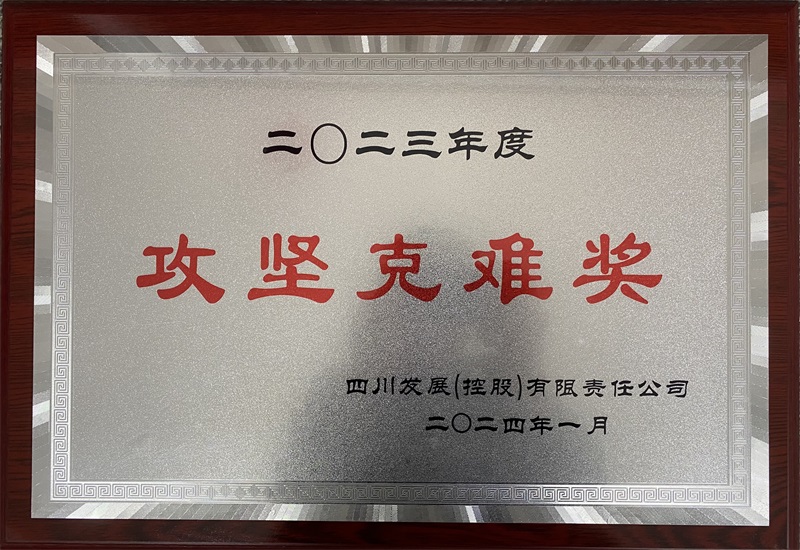 二〇二三年度
攻坚克难奖
四川发展(控股)有限责任公司
二〇二四年一月